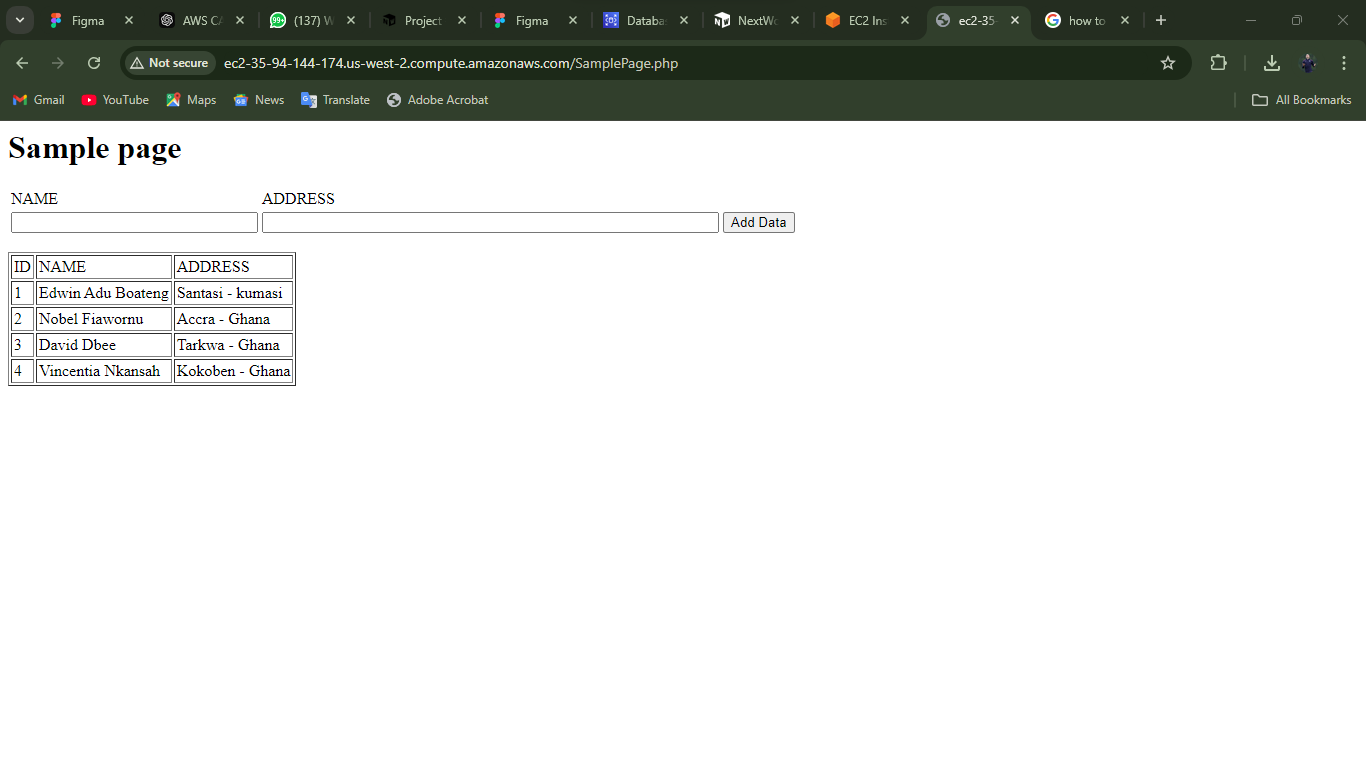 Figma AWS CA (137) W Project Figma Databa NextWo EC2 Ins ec2-35- how to
Not secure ec2-35-94-144-174.us-west-2.compute.amazonaws.com/SamplePage.php
Gmail YouTube Maps News Translate Adobe Acrobat All Bookmarks
Sample page
NAME ADDRESS
Add Data
ID NAME ADDRESS
1 Edwin Adu Boateng Santasi - kumasi
2 Nobel Fiawornu Accra - Ghana
3 David Dbee Tarkwa - Ghana
4 Vincentia Nkansah Kokoben - Ghana